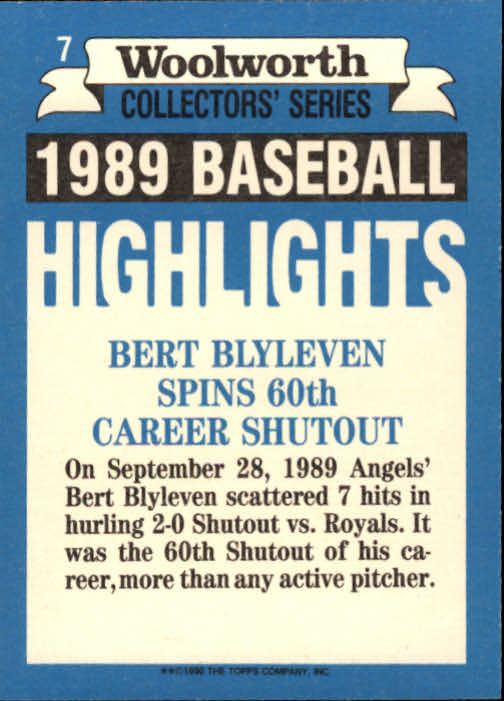 7
Woolworth
COLLECTORS' SERIES
1989 BASEBALL
HIGHLIGHTS
BERT BLYLEVEN
SPINS 60th
CAREER SHUTOUT
On September 28, 1989 Angels'
Bert Blyleven scattered 7 hits in
hurling 2-0 Shutout vs. Royals. It
was the 60th Shutout of his ca-
reer, more than any active pitcher.
**©1990 THE TOPPS COMPANY, INC.